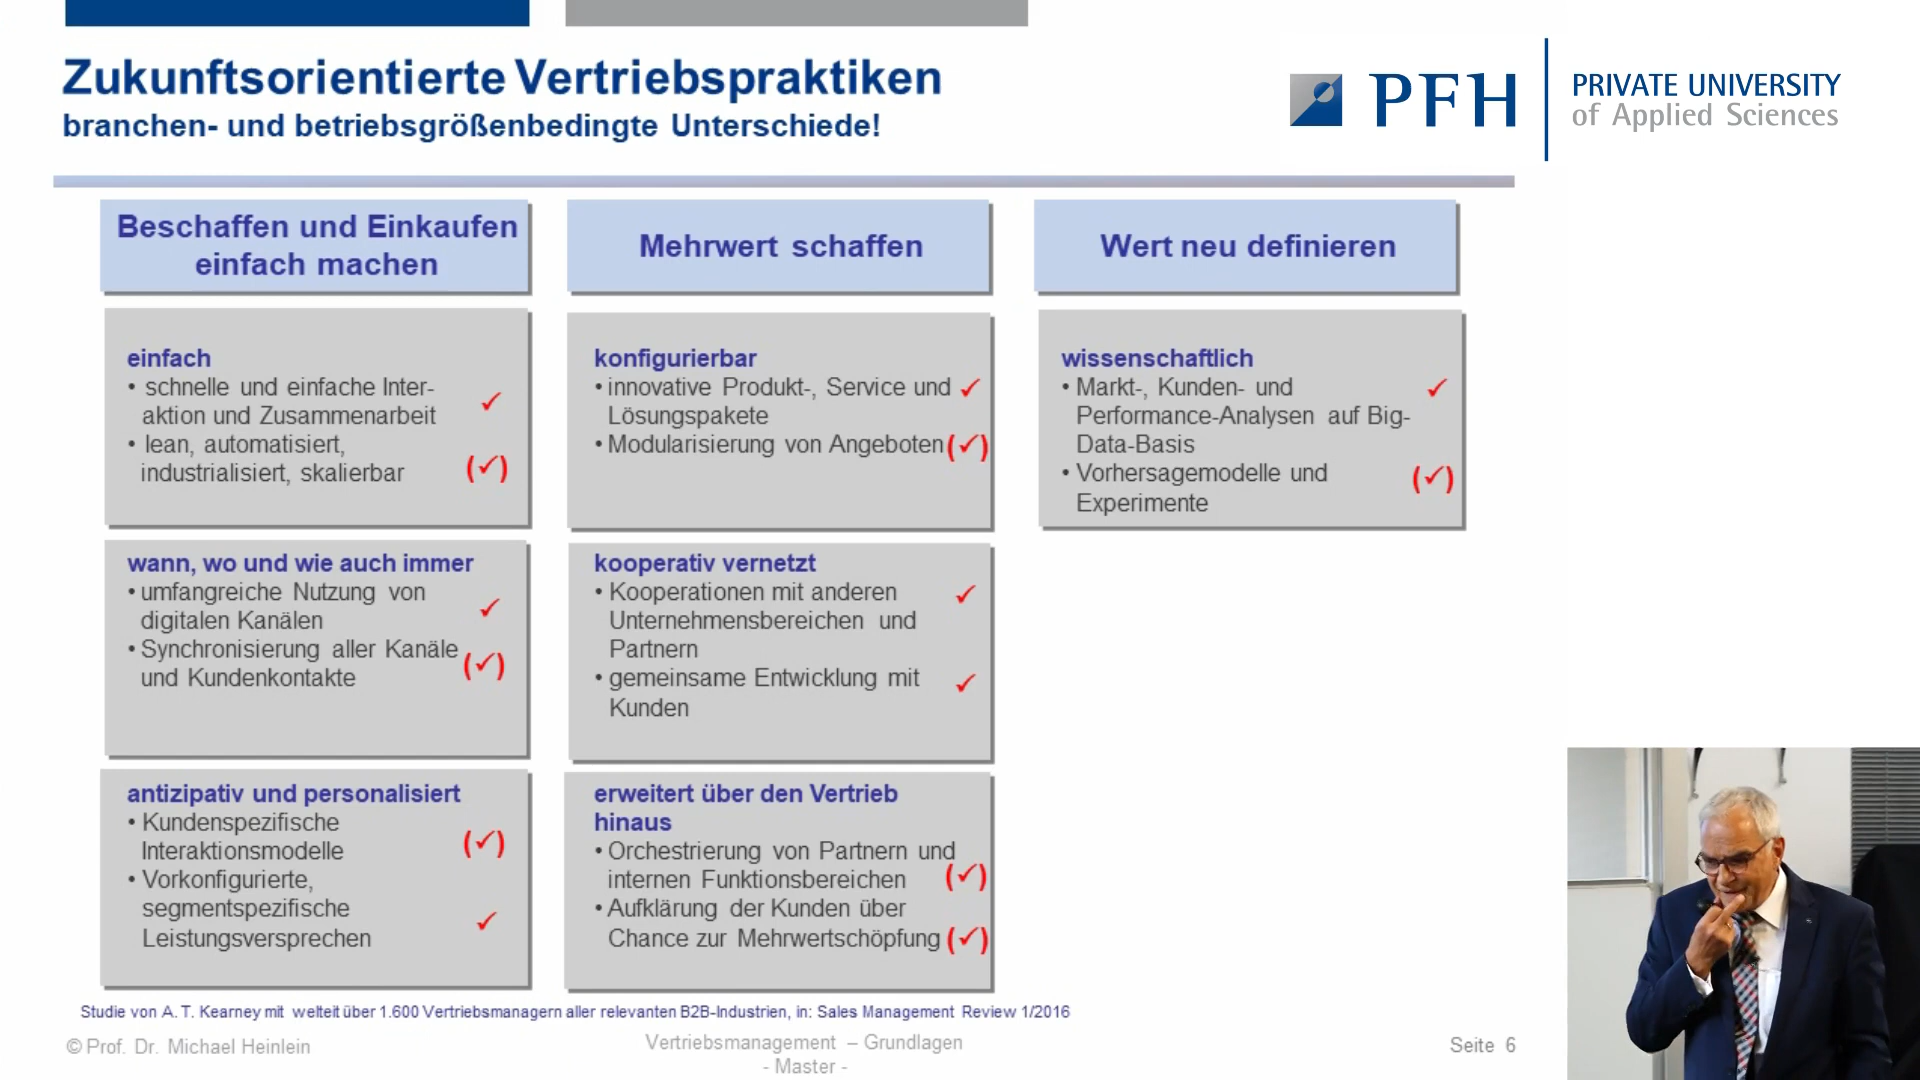 Zukunftsorientierte Vertriebspraktiken
branchen- und betriebsgrößenbedingte Unterschiede!
PFH
PRIVATE UNIVERSITY
of Applied Sciences
Beschaffen und Einkaufen
einfach machen
einfach
• schnelle und einfache Inter-
aktion und Zusammenarbeit ✓
• lean, automatisiert,
industrialisiert, skalierbar (✓)
wann, wo und wie auch immer
• umfangreiche Nutzung von
digitalen Kanälen ✓
• Synchronisierung aller Kanäle
und Kundenkontakte (✓)
antizipativ und personalisiert
• Kundenspezifische
Interaktionsmodelle (✓)
• Vorkonfigurierte,
segmentspezifische
Leistungsversprechen ✓
Mehrwert schaffen
konfigurierbar
• innovative Produkt-, Service und ✓
Lösungspakete
• Modularisierung von Angeboten (✓)
kooperativ vernetzt
• Kooperationen mit anderen ✓
Unternehmensbereichen und
Partnern
• gemeinsame Entwicklung mit ✓
Kunden
erweitert über den Vertrieb
hinaus
• Orchestrierung von Partnern und
internen Funktionsbereichen (✓)
• Aufklärung der Kunden über
Chance zur Mehrwertschöpfung (✓)
Wert neu definieren
wissenschaftlich
• Markt-, Kunden- und ✓
Performance-Analysen auf Big-
Data-Basis
• Vorhersagemodelle und (✓)
Experimente
Studie von A. T. Kearney mit welteit über 1.600 Vertriebsmanagern aller relevanten B2B-Industrien, in: Sales Management Review 1/2016
© Prof. Dr. Michael Heinlein
Vertriebsmanagement – Grundlagen
- Master -
Seite 6